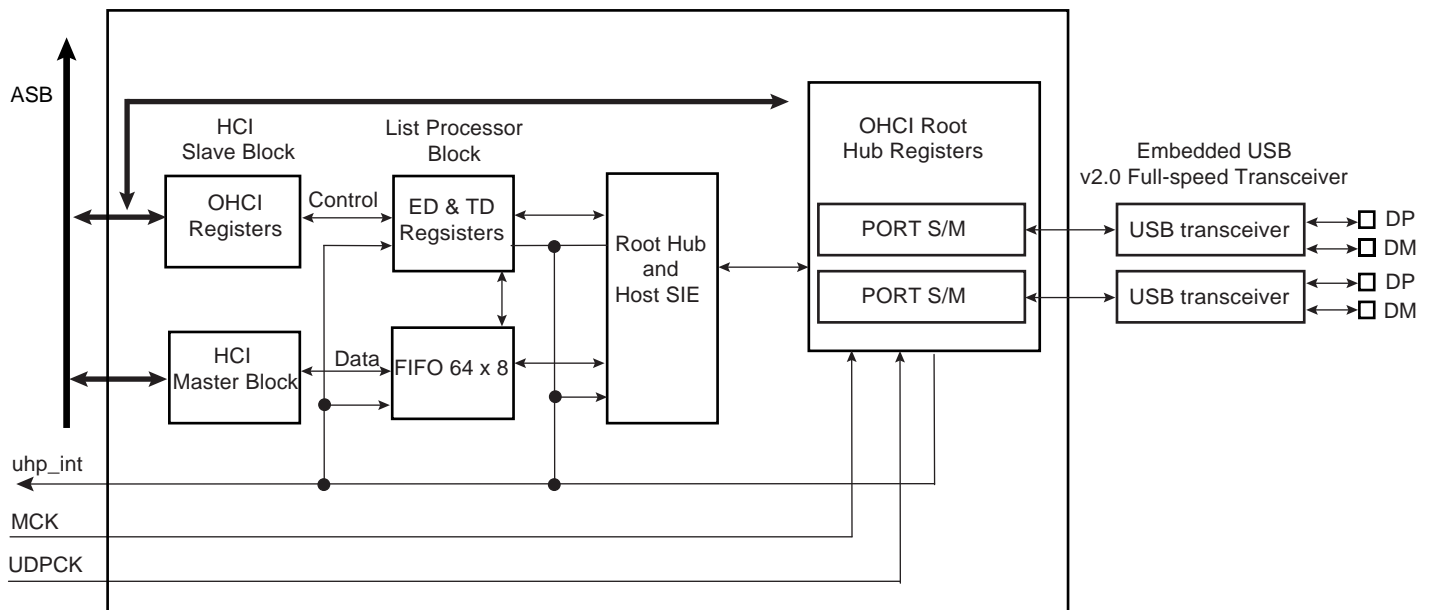 ASB
HCI
Slave Block
List Processor
Block
OHCI
Registers
Control
ED & TD
Regsisters
Root Hub
and
Host SIE
HCI
Master Block
Data
FIFO 64 x 8
OHCI Root
Hub Registers
PORT S/M
PORT S/M
Embedded USB
v2.0 Full-speed Transceiver
USB transceiver
DP
DM
USB transceiver
DP
DM
uhp_int
MCK
UDPCK